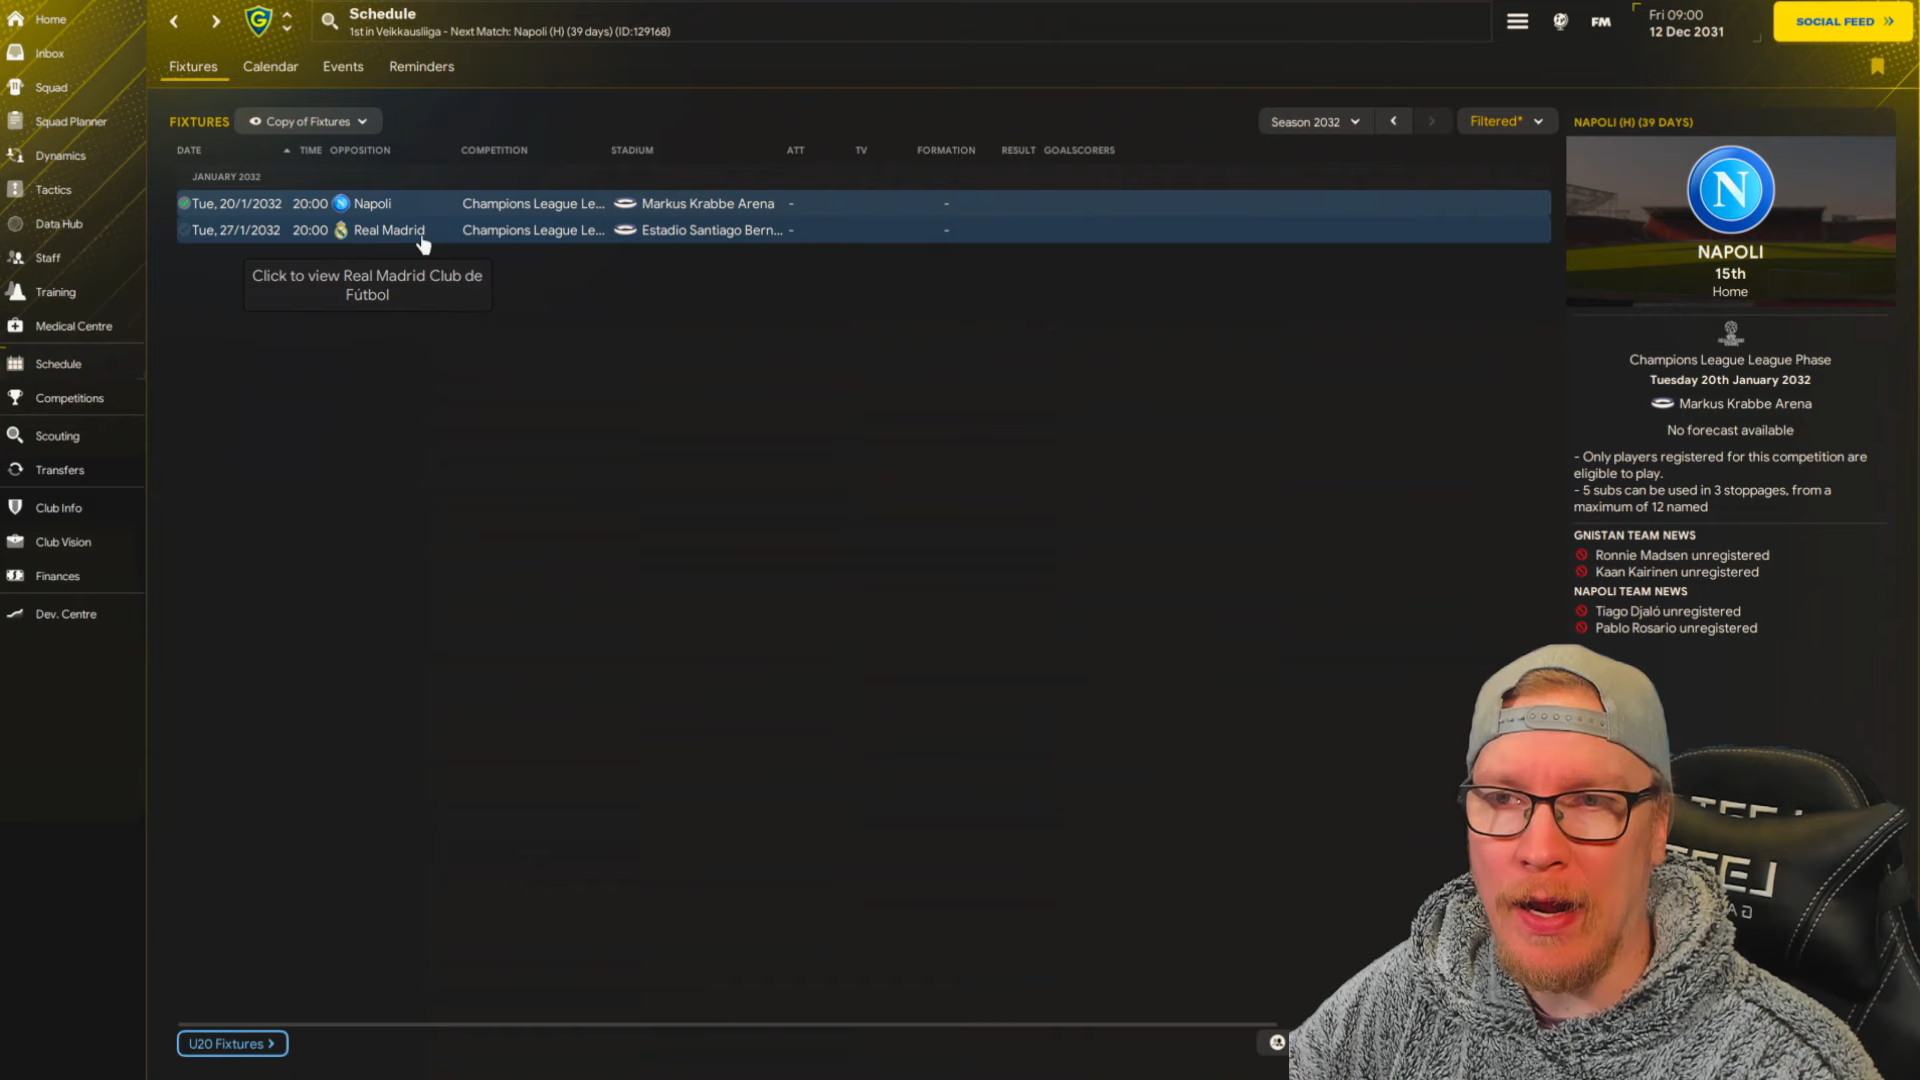 Home
Inbox
Squad
Squad Planner
Dynamics
Tactics
Data Hub
Staff
Training
Medical Centre
Schedule
Competitions
Scouting
Transfers
Club Info
Club Vision
Finances
Dev. Centre
Schedule
1st in Veikkausliiga - Next Match: Napoli (H) (39 days) (ID:129168)
FM
Fri 09:00
12 Dec 2031
SOCIAL FEED
Fixtures Calendar Events Reminders
FIXTURES Copy of Fixtures Season 2032 Filtered*
DATE TIME OPPOSITION COMPETITION STADIUM ATT TV FORMATION RESULT GOALSCORERS
JANUARY 2032
Tue, 20/1/2032 20:00 Napoli Champions League Le... Markus Krabbe Arena - -
Tue, 27/1/2032 20:00 Real Madrid Champions League Le... Estadio Santiago Bern... - -
Click to view Real Madrid Club de
Fútbol
U20 Fixtures >
NAPOLI (H) (39 DAYS)
N
NAPOLI
15th
Home
Champions League League Phase
Tuesday 20th January 2032
Markus Krabbe Arena
No forecast available
- Only players registered for this competition are
eligible to play.
- 5 subs can be used in 3 stoppages, from a
maximum of 12 named
GNISTAN TEAM NEWS
Ronnie Madsen unregistered
Kaan Kairinen unregistered
NAPOLI TEAM NEWS
Tiago Djaló unregistered
Pablo Rosario unregistered